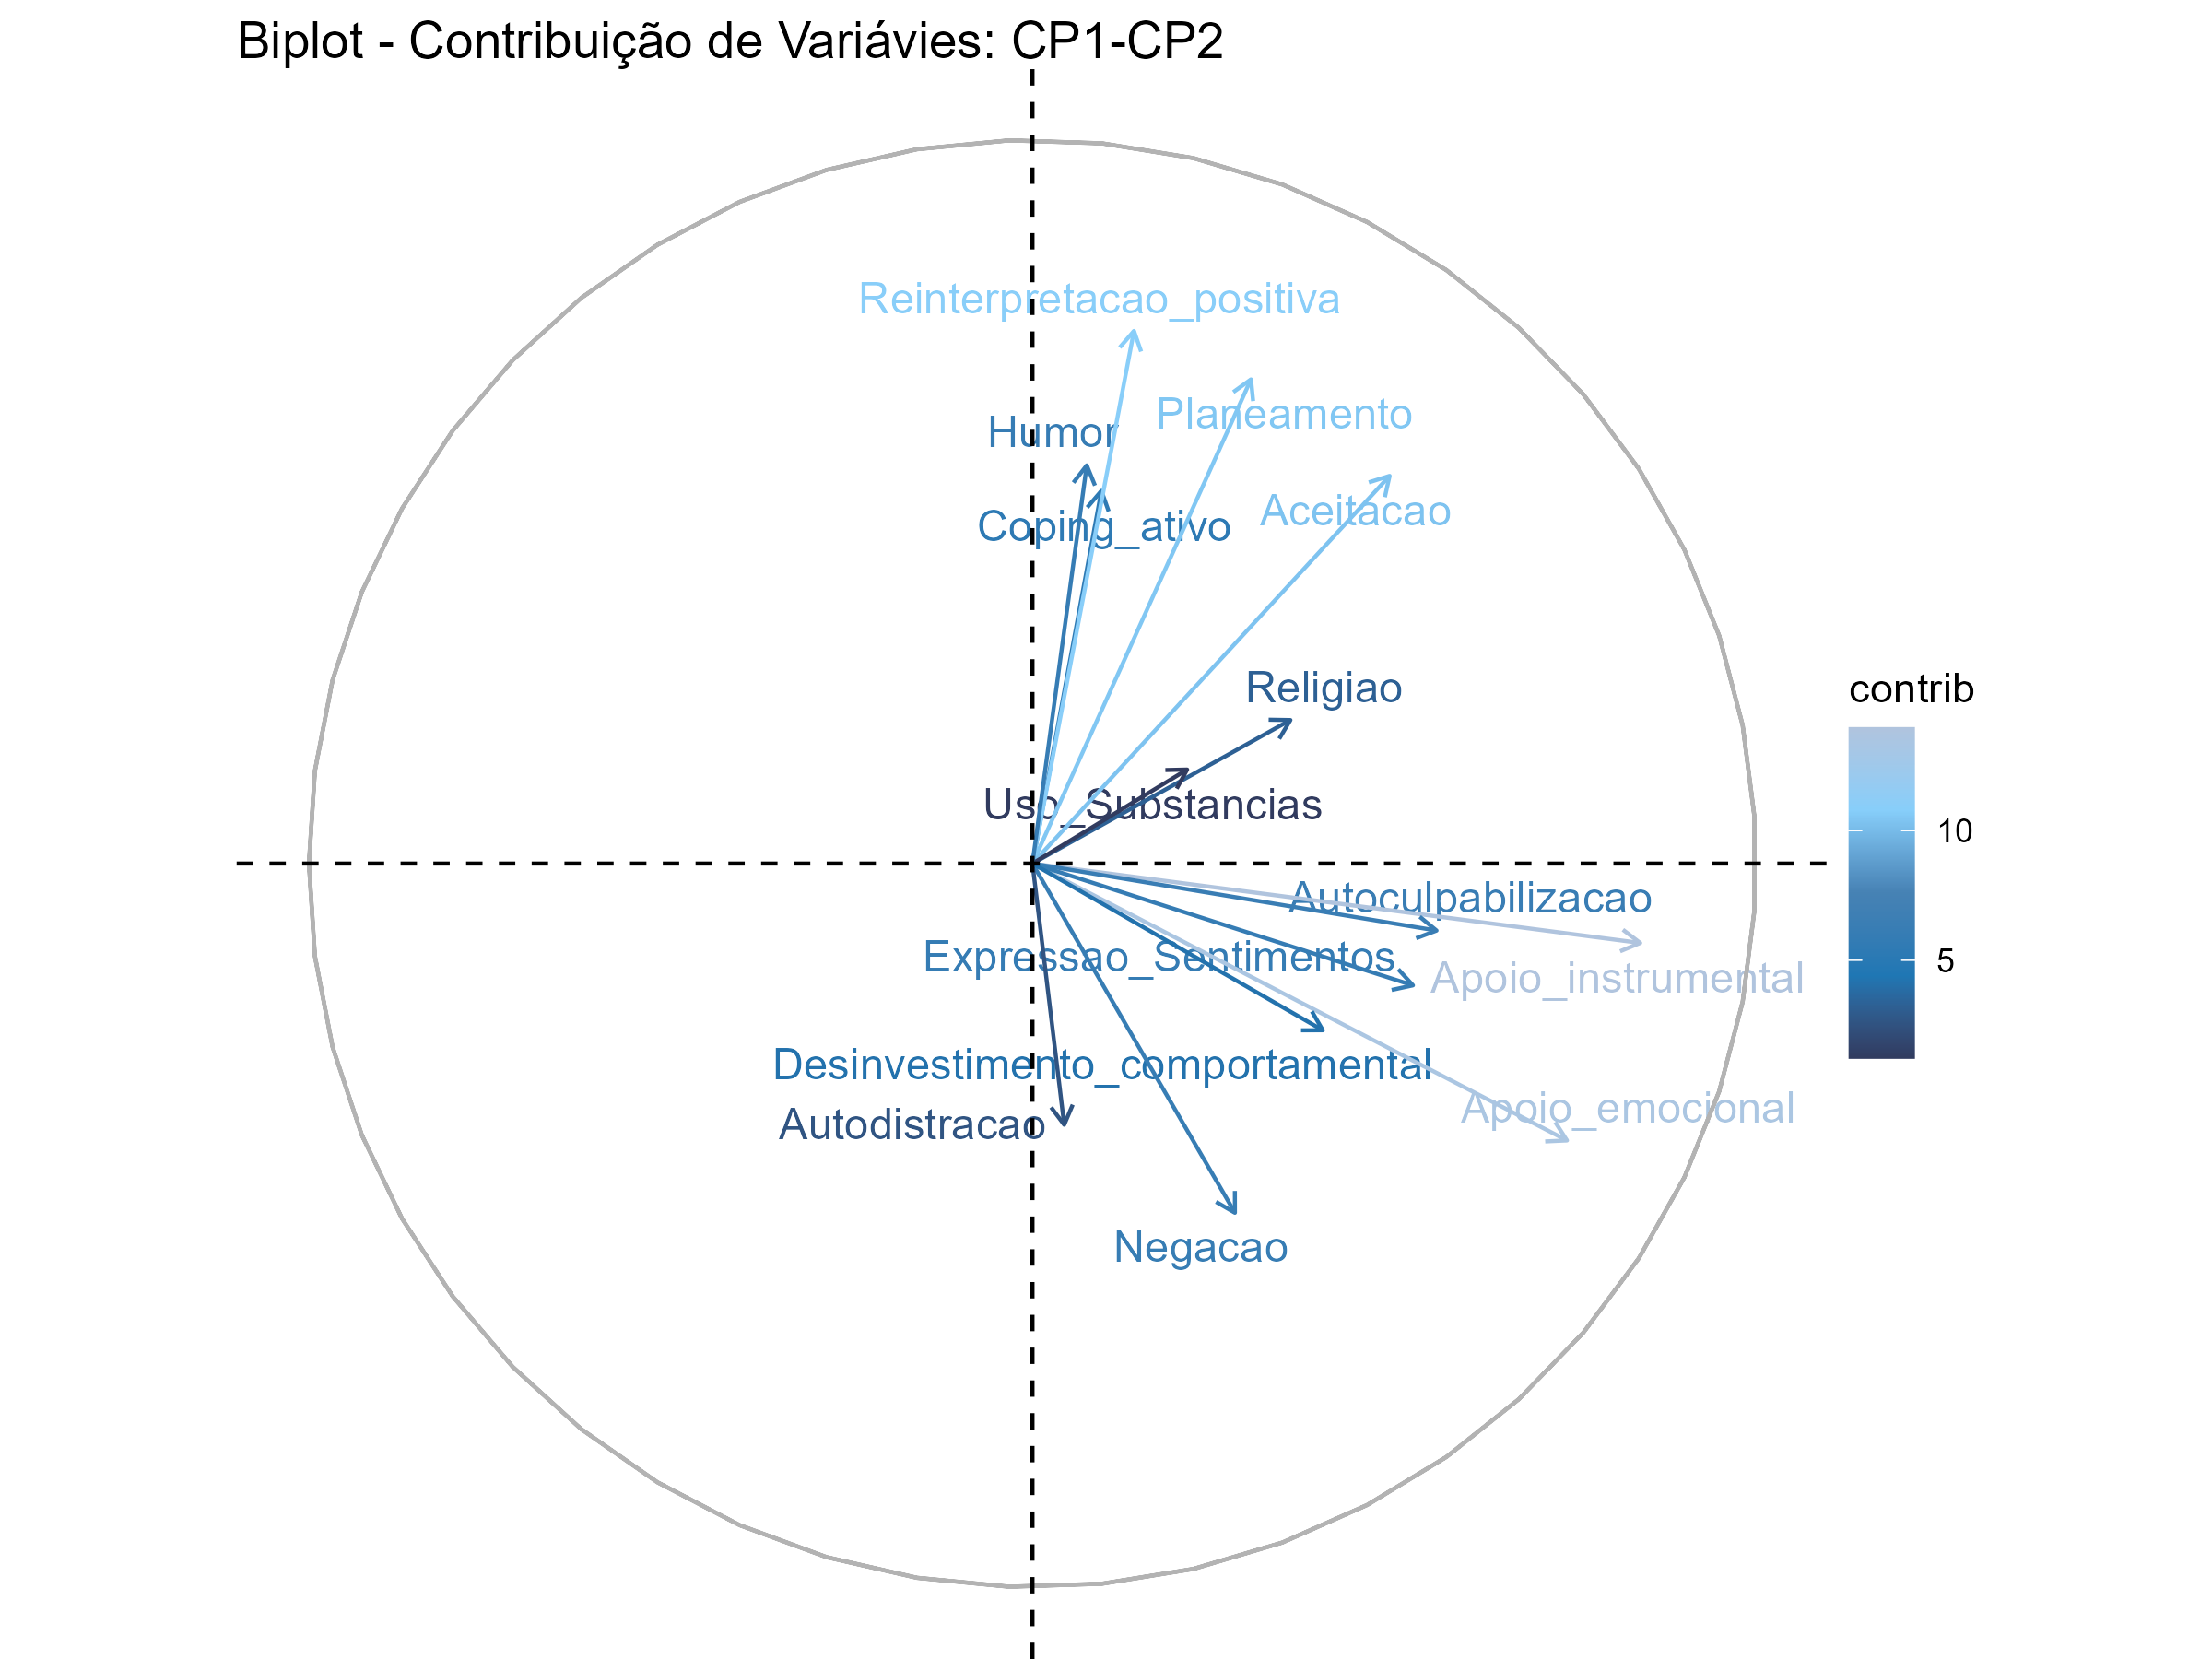 Biplot - Contribuição de Variávies: CP1-CP2
Reinterpretacao_positiva
Planeamento
Humor
Aceitacao
Coping_ativo
Religiao
contrib
Uso_Substancias
10
Autoculpabilizacao
Expressao_Sentimentos
5
Apoio_instrumental
Desinvestimento_comportamental
Apoio_emocional
Autodistracao
Negacao